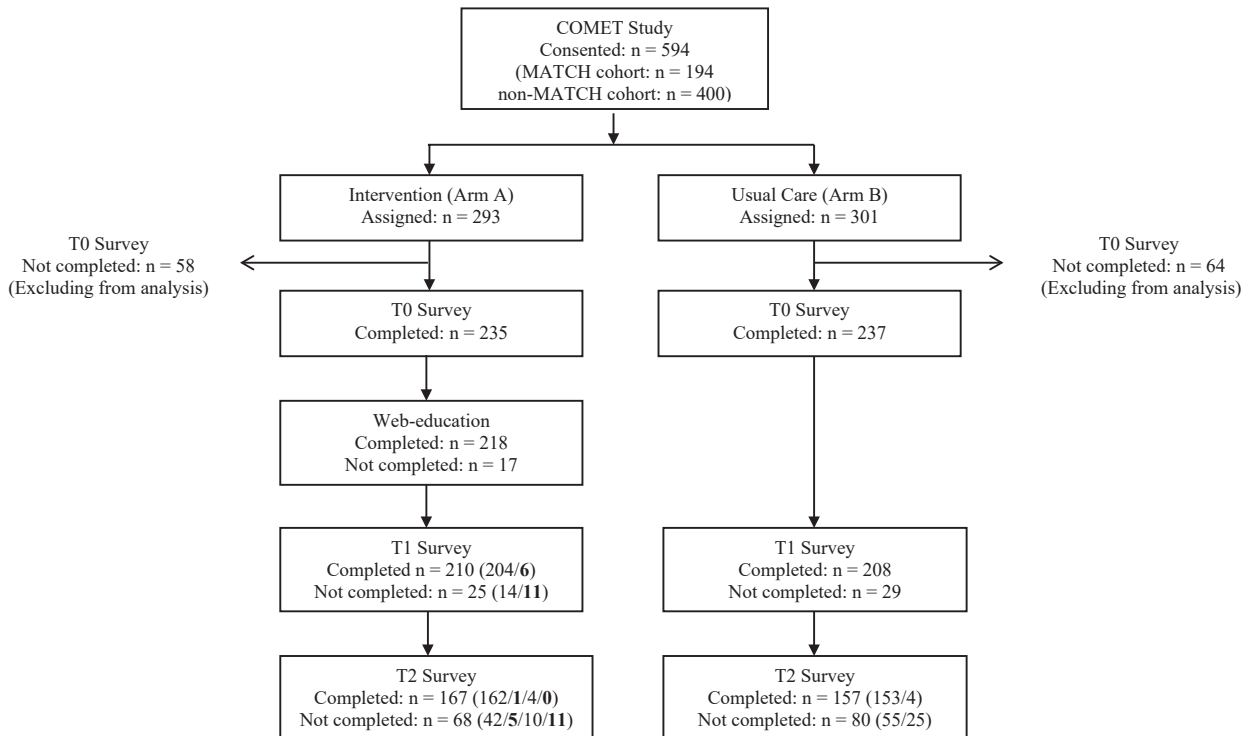 COMET Study
Consented: n = 594
(MATCH cohort: n = 194
non-MATCH cohort: n = 400)
Intervention (Arm A)
Assigned: n = 293
Usual Care (Arm B)
Assigned: n = 301
T0 Survey
Not completed: n = 58
(Excluding from analysis)
T0 Survey
Not completed: n = 64
(Excluding from analysis)
T0 Survey
Completed: n = 235
T0 Survey
Completed: n = 237
Web-education
Completed: n = 218
Not completed: n = 17
T1 Survey
Completed n = 210 (204/6)
Not completed: n = 25 (14/11)
T1 Survey
Completed: n = 208
Not completed: n = 29
T2 Survey
Completed: n = 167 (162/1/4/0)
Not completed: n = 68 (42/5/10/11)
T2 Survey
Completed: n = 157 (153/4)
Not completed: n = 80 (55/25)